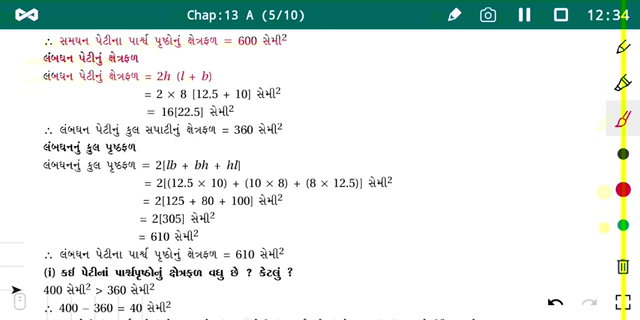 Chap:13 A (5/10)
12:34
∴ સમઘન પેટીના પાર્શ્વ પૃષ્ઠોનું ક્ષેત્રફળ = 600 સેમી²
લંબઘન પેટીનું ક્ષેત્રફળ
લંબઘન પેટીનું ક્ષેત્રફળ = 2h (l + b)
= 2 × 8 [12.5 + 10] સેમી²
= 16[22.5] સેમી²
∴ લંબઘન પેટીનું કુલ સપાટીનું ક્ષેત્રફળ = 360 સેમી²
લંબઘનનું કુલ પૃષ્ઠફળ
લંબઘન પેટીનું કુલ પૃષ્ઠફળ = 2[lb + bh + hl]
= 2[(12.5 × 10) + (10 × 8) + (8 × 12.5)] સેમી²
= 2[125 + 80 + 100] સેમી²
= 2[305] સેમી²
= 610 સેમી²
∴ લંબઘન પેટીના પાર્શ્વ પૃષ્ઠોનું ક્ષેત્રફળ = 610 સેમી²
(i) કઈ પેટીનાં પાર્શ્વપૃષ્ઠોનું ક્ષેત્રફળ વધુ છે ? કેટલું ?
400 સેમી² > 360 સેમી²
∴ 400 – 360 = 40 સેમી²